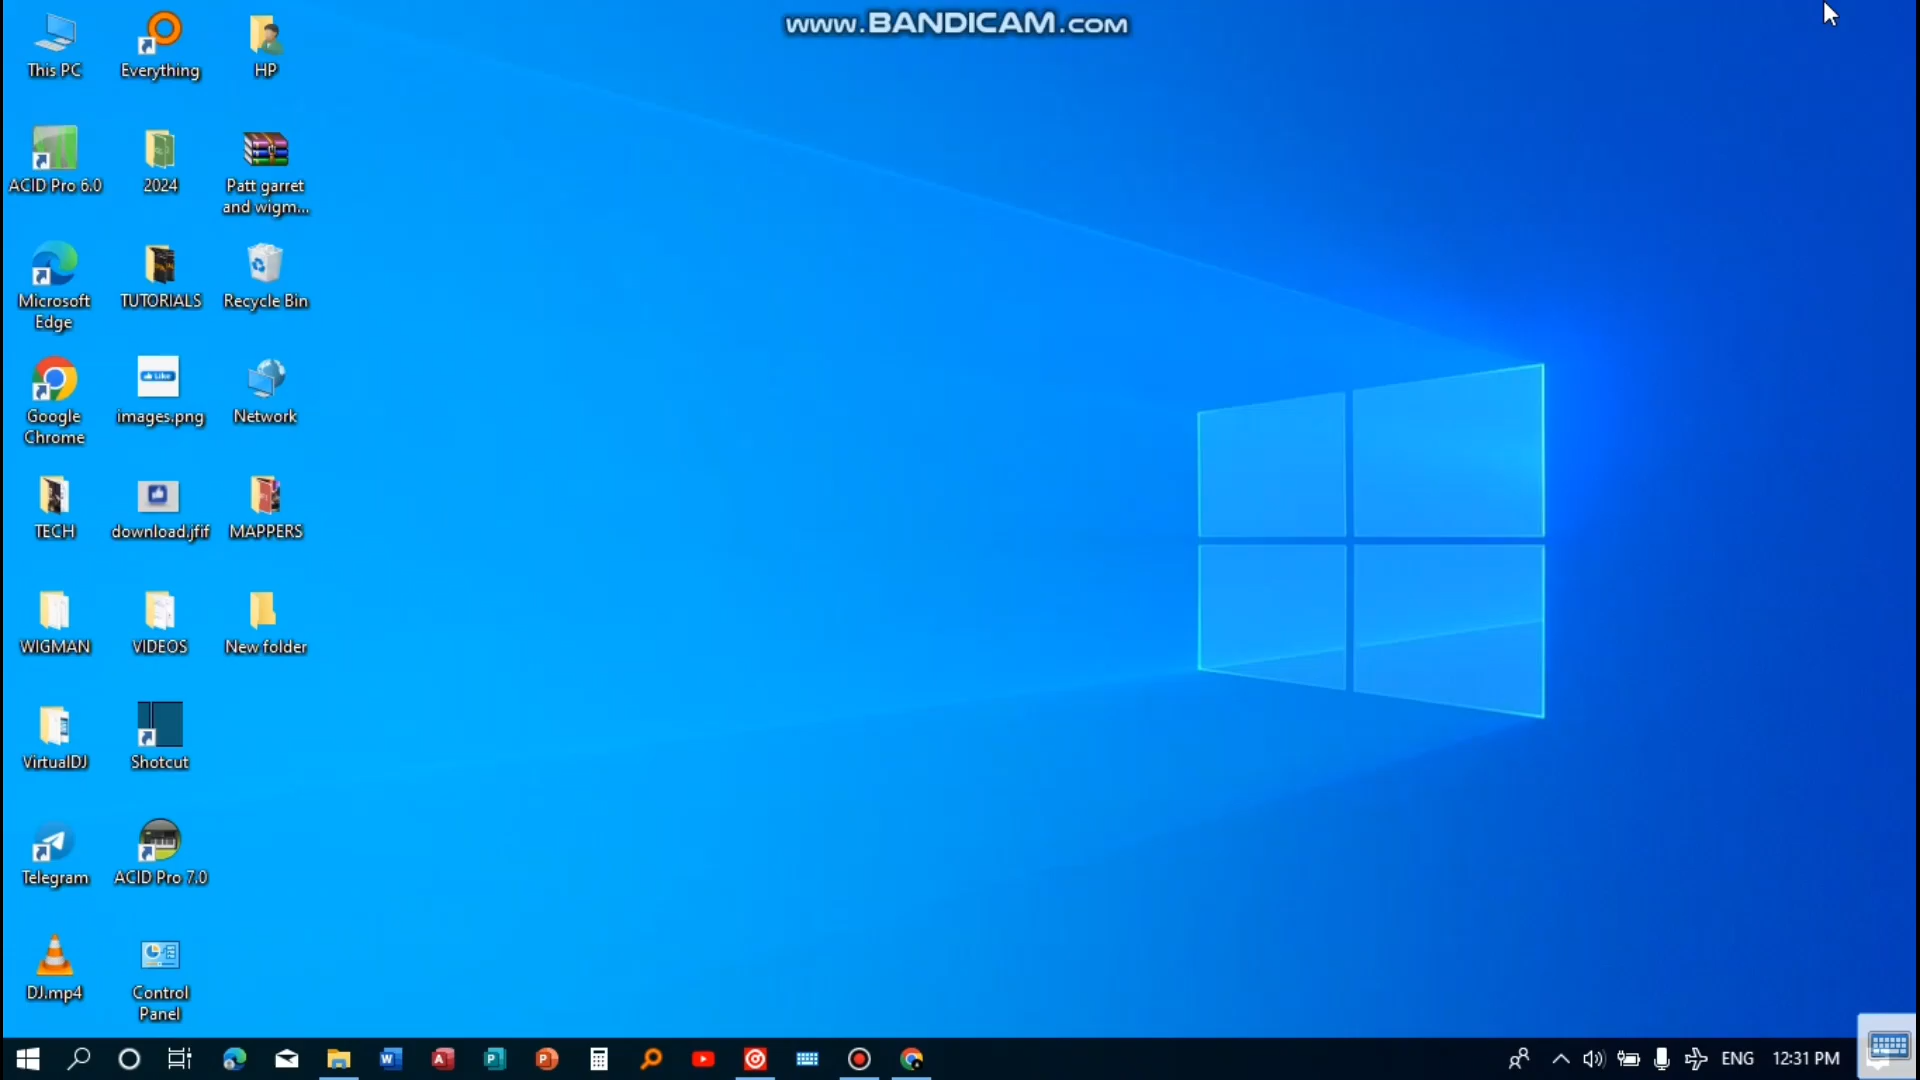 www.BANDICAM.com
This PC
Everything
HP
ACID Pro 6.0
2024
Patt garret
and wigm...
Microsoft
Edge
TUTORIALS
Recycle Bin
Google
Chrome
Like
images.png
Network
TECH
download.jfif
MAPPERS
WIGMAN
VIDEOS
New folder
VirtualDJ
Shotcut
Telegram
ACID Pro 7.0
DJ.mp4
Control
Panel
ENG
12:31 PM